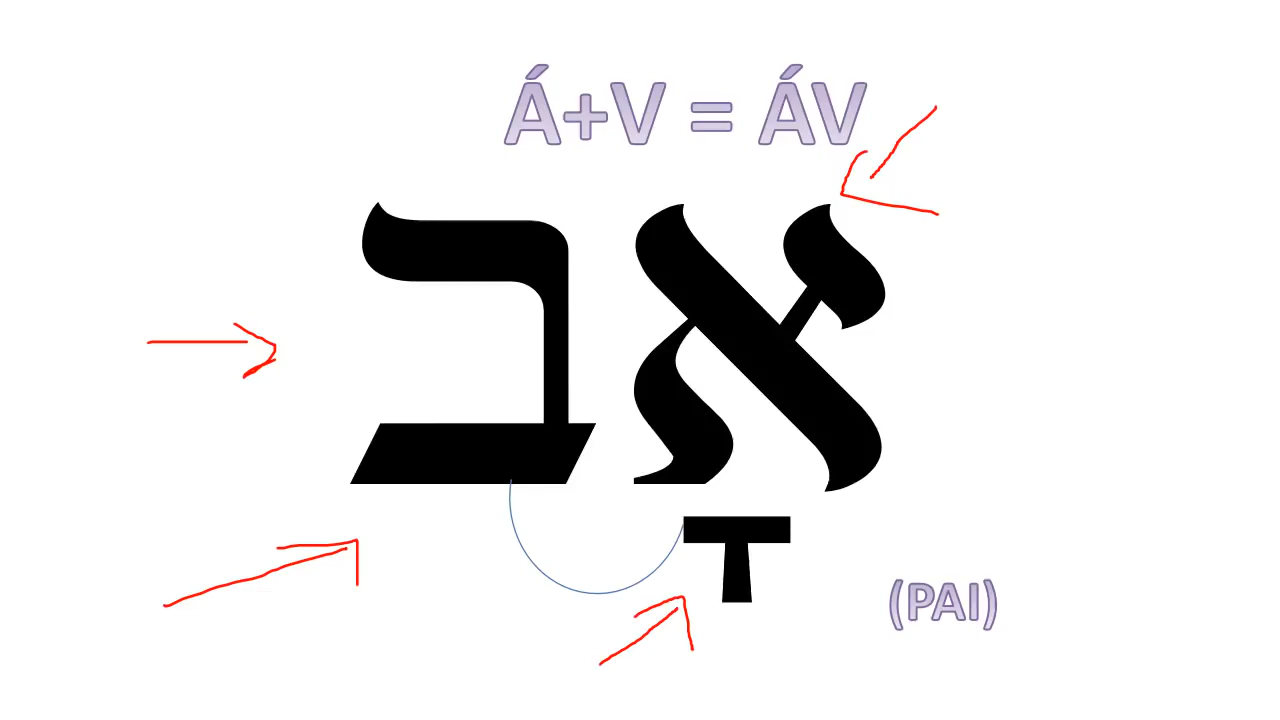 Á+V = ÁV
אָב
(PAI)